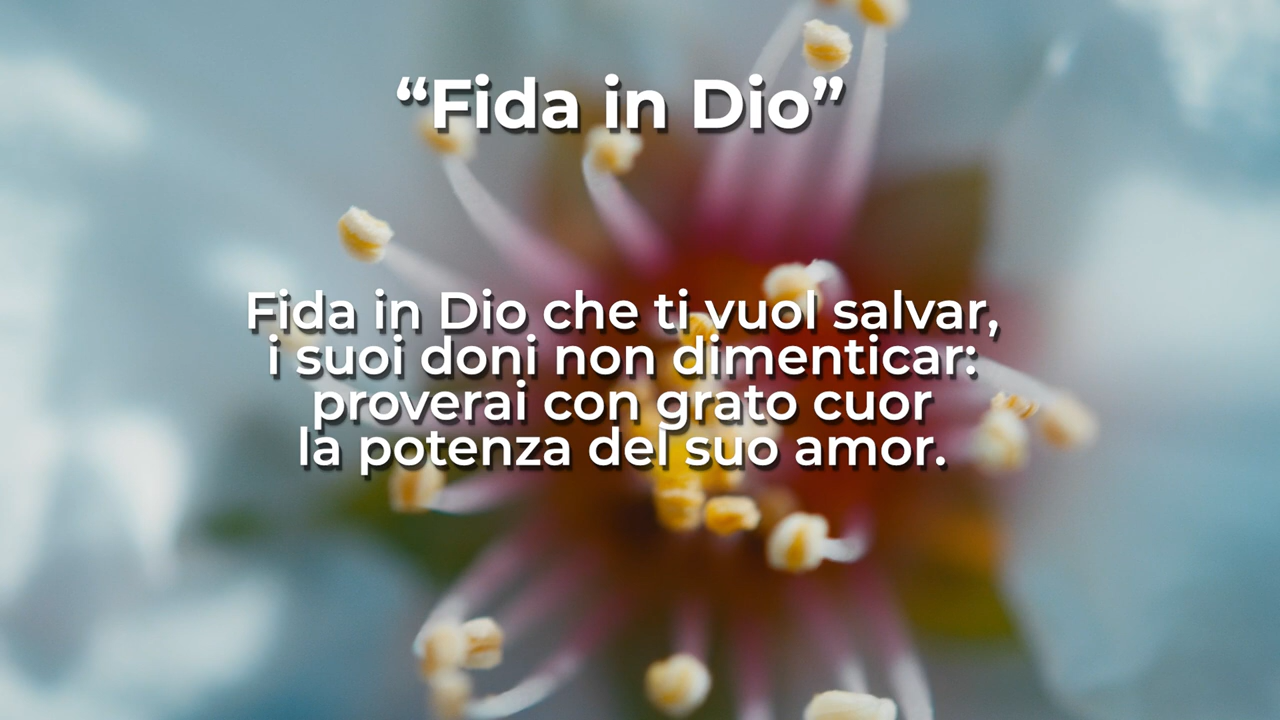 “Fida in Dio”
Fida in Dio che ti vuol salvar,
i suoi doni non dimenticar:
proverai con grato cuor
la potenza del suo amor.